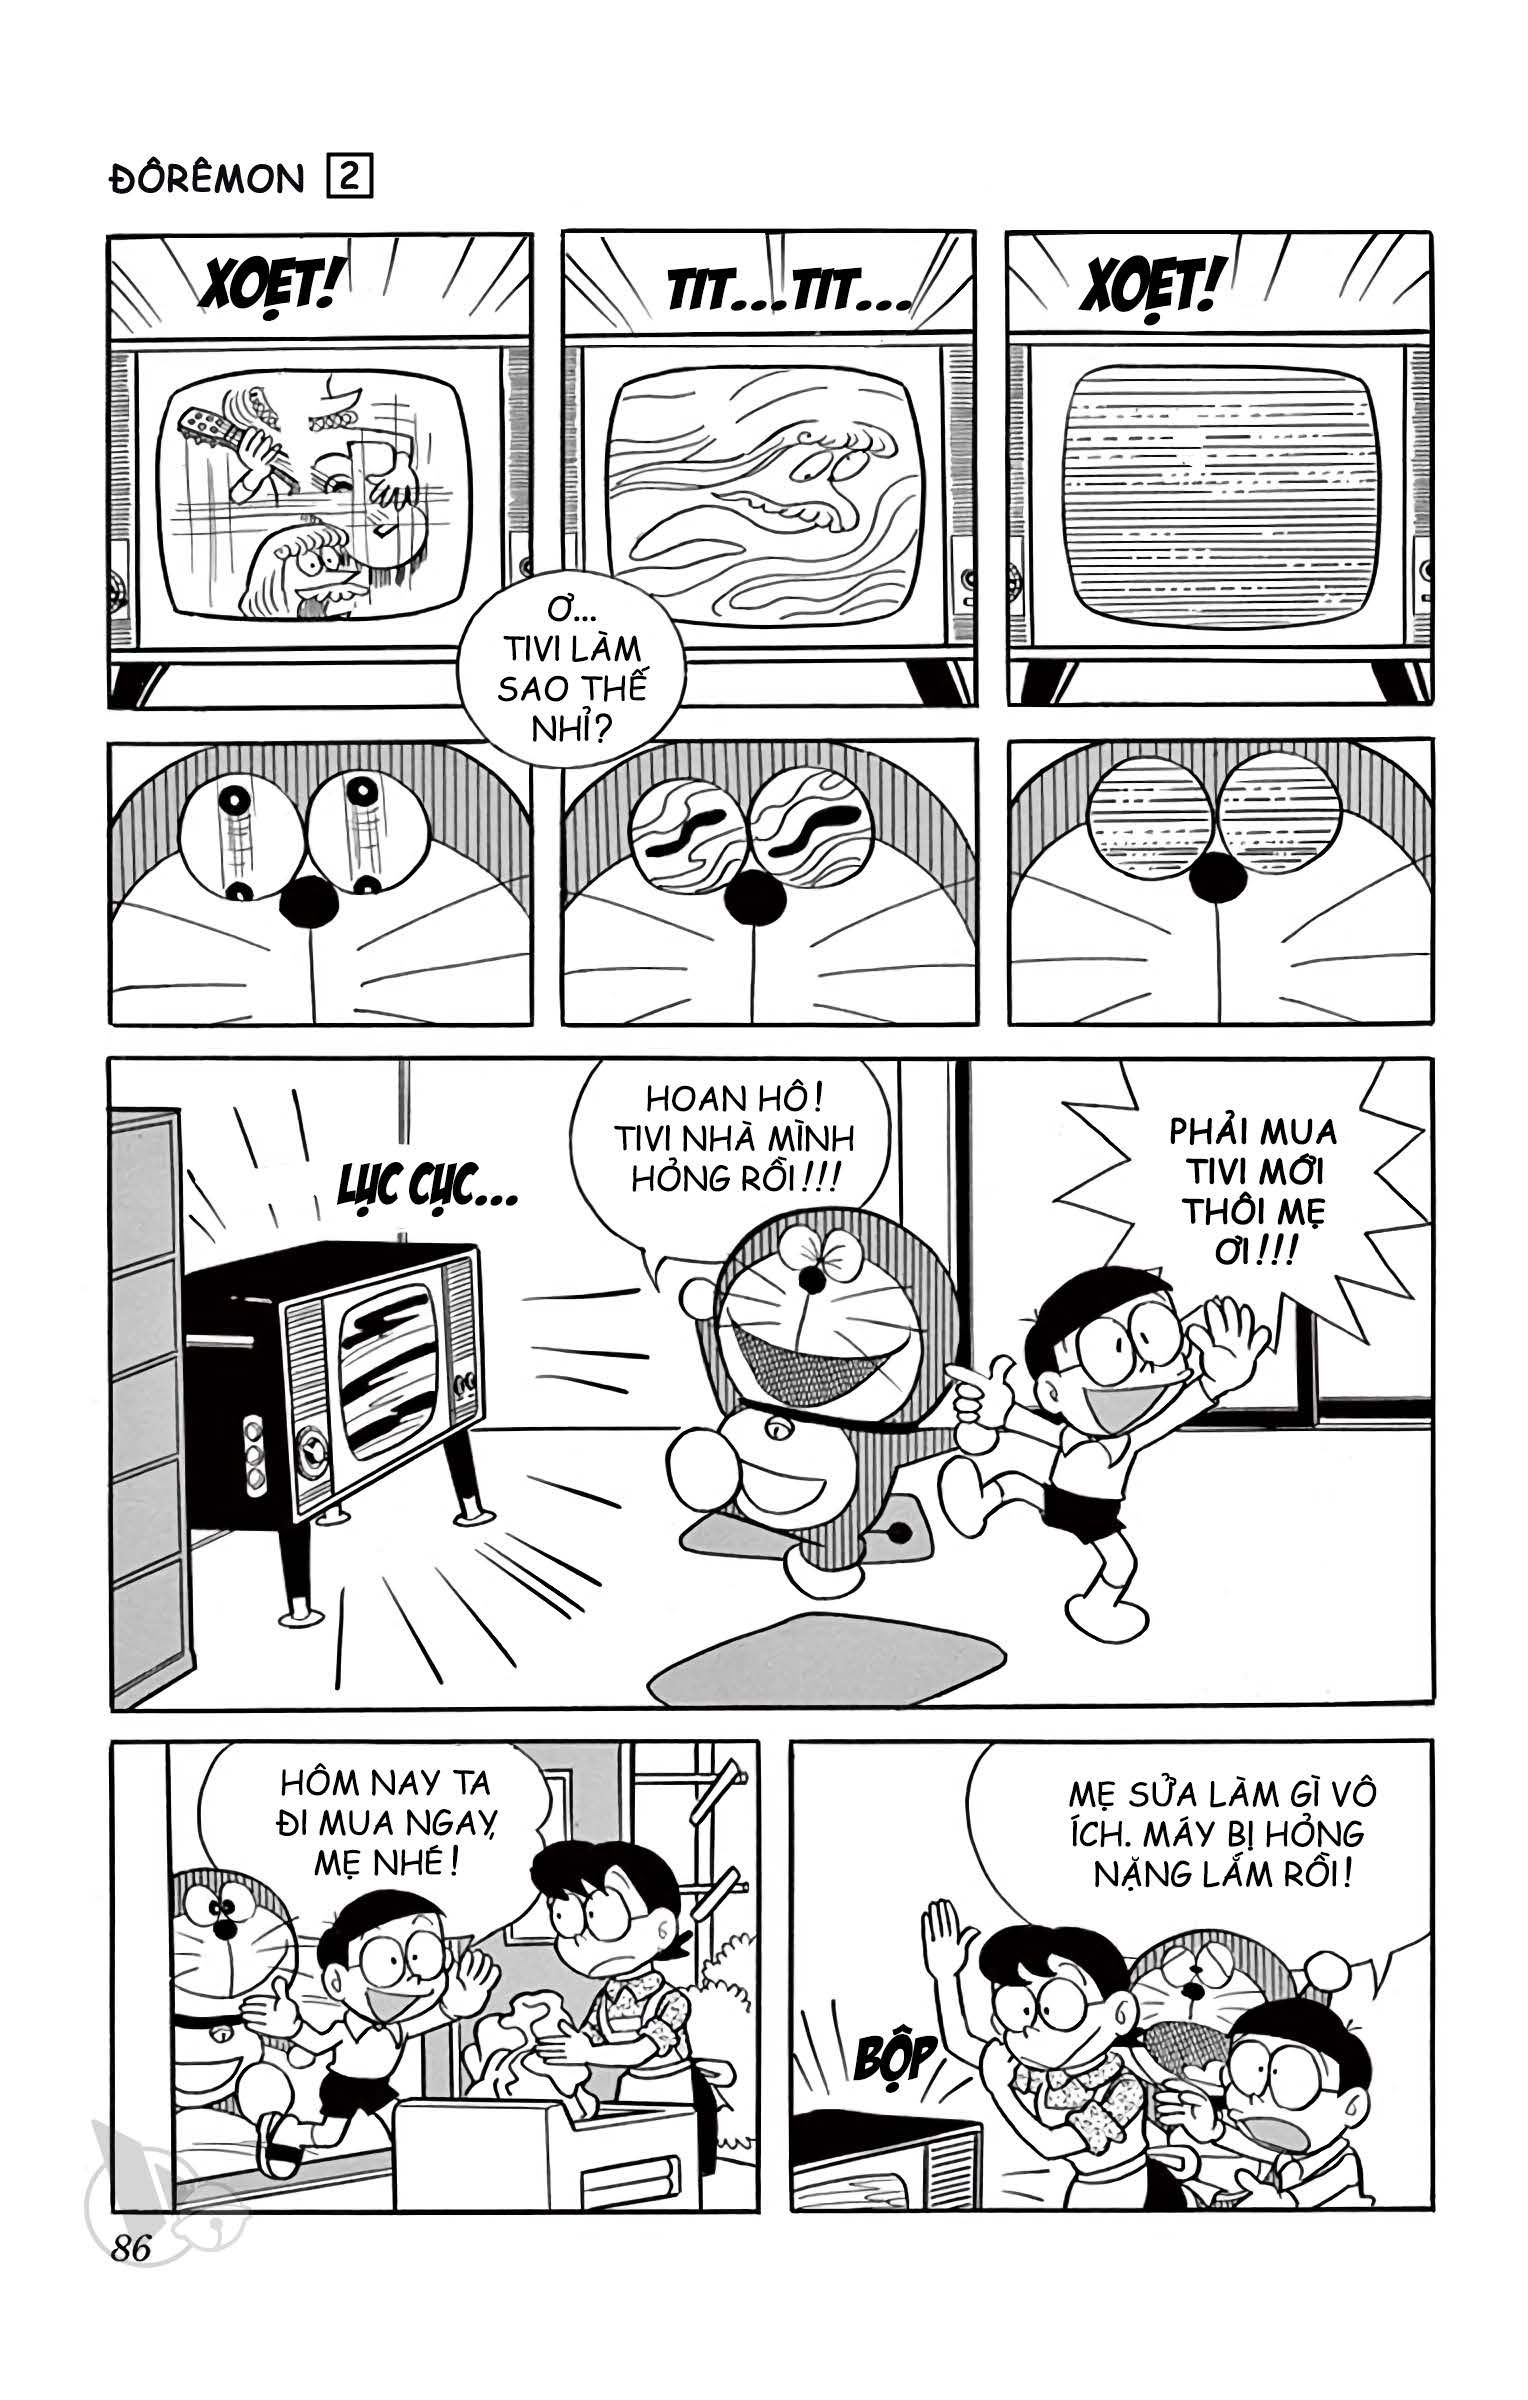 ĐÔRÊMON 2
XOẸT!
TIT...TIT...
XOẸT!
Ơ...
TIVI LÀM
SAO THẾ
NHỈ?
LỤC CỤC...
HOAN HÔ!
TIVI NHÀ MÌNH
HỎNG RỒI!!!
PHẢI MUA
TIVI MỚI
THÔI MẸ
ƠI!!!
HÔM NAY TA
ĐI MUA NGAY,
MẸ NHÉ!
MẸ SỬA LÀM GÌ VÔ
ÍCH. MÁY BỊ HỎNG
NẶNG LẮM RỒI!
BỘP
86